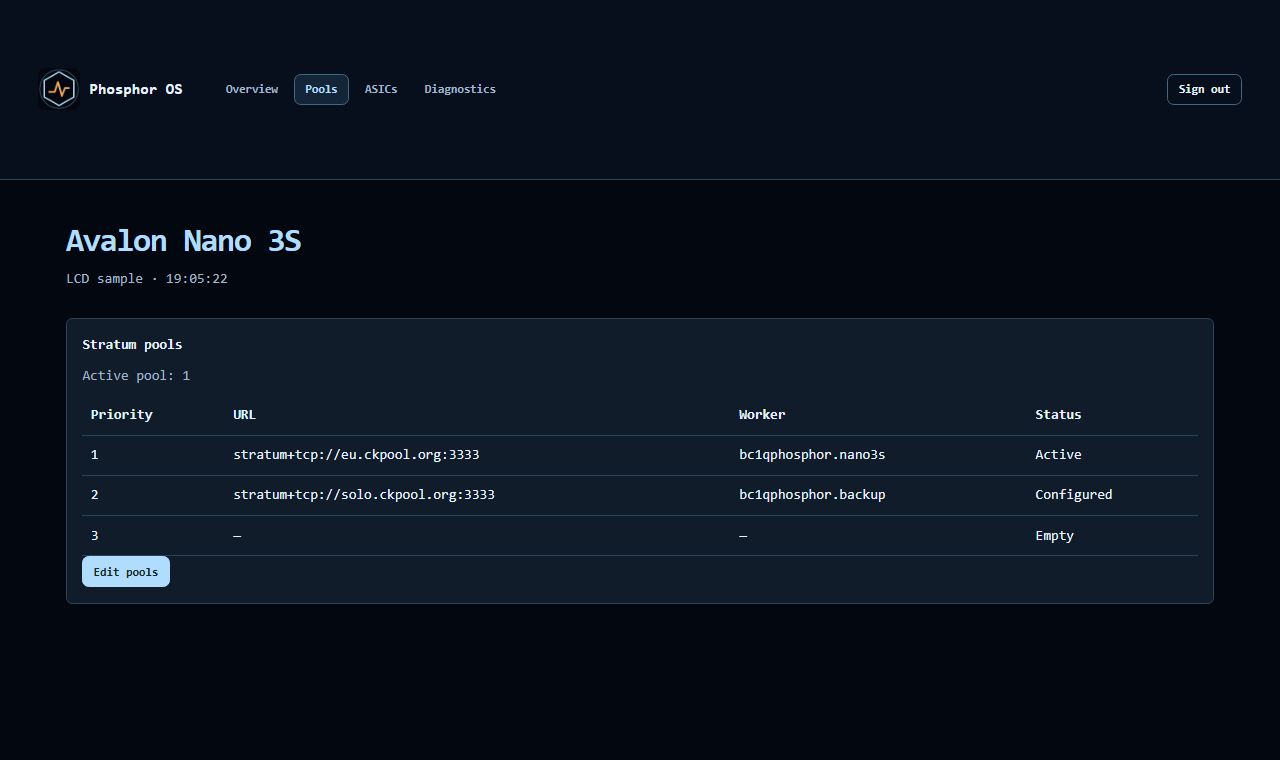 Phosphor OS Overview Pools ASICs Diagnostics Sign out
Avalon Nano 3S
LCD sample · 19:05:22
Stratum pools
Active pool: 1
Priority URL Worker Status
1 stratum+tcp://eu.ckpool.org:3333 bc1qphosphor.nano3s Active
2 stratum+tcp://solo.ckpool.org:3333 bc1qphosphor.backup Configured
3 — — Empty
Edit pools